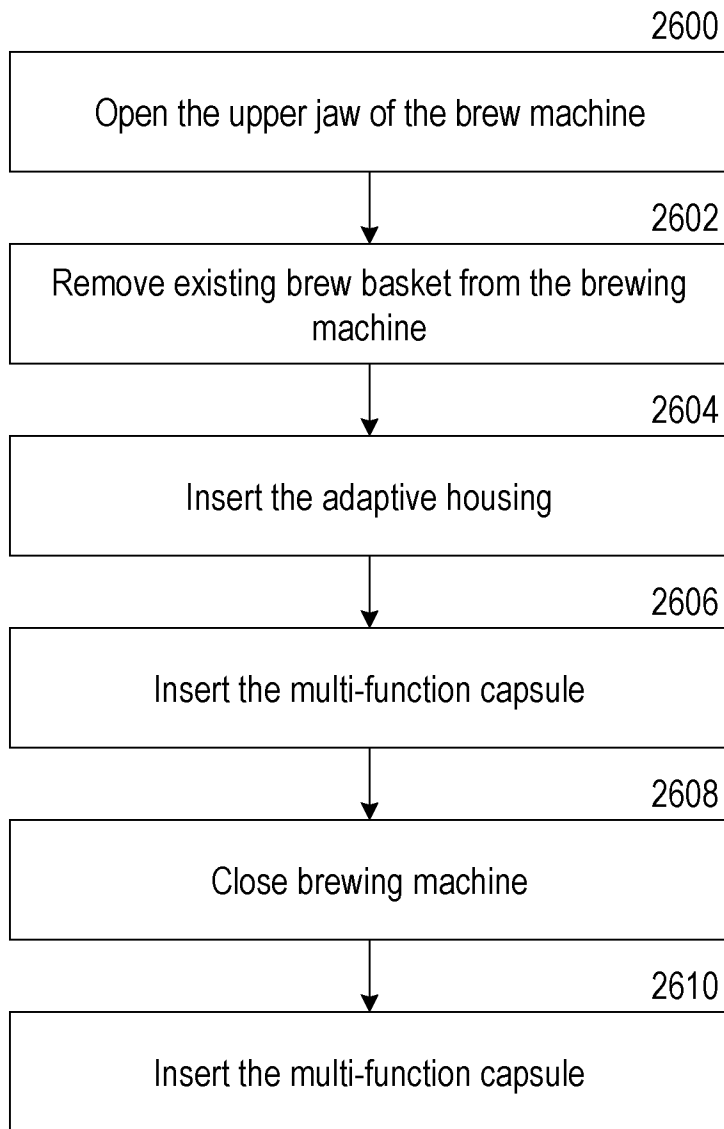 2600
Open the upper jaw of the brew machine
2602
Remove existing brew basket from the brewing
machine
2604
Insert the adaptive housing
2606
Insert the multi-function capsule
2608
Close brewing machine
2610
Insert the multi-function capsule